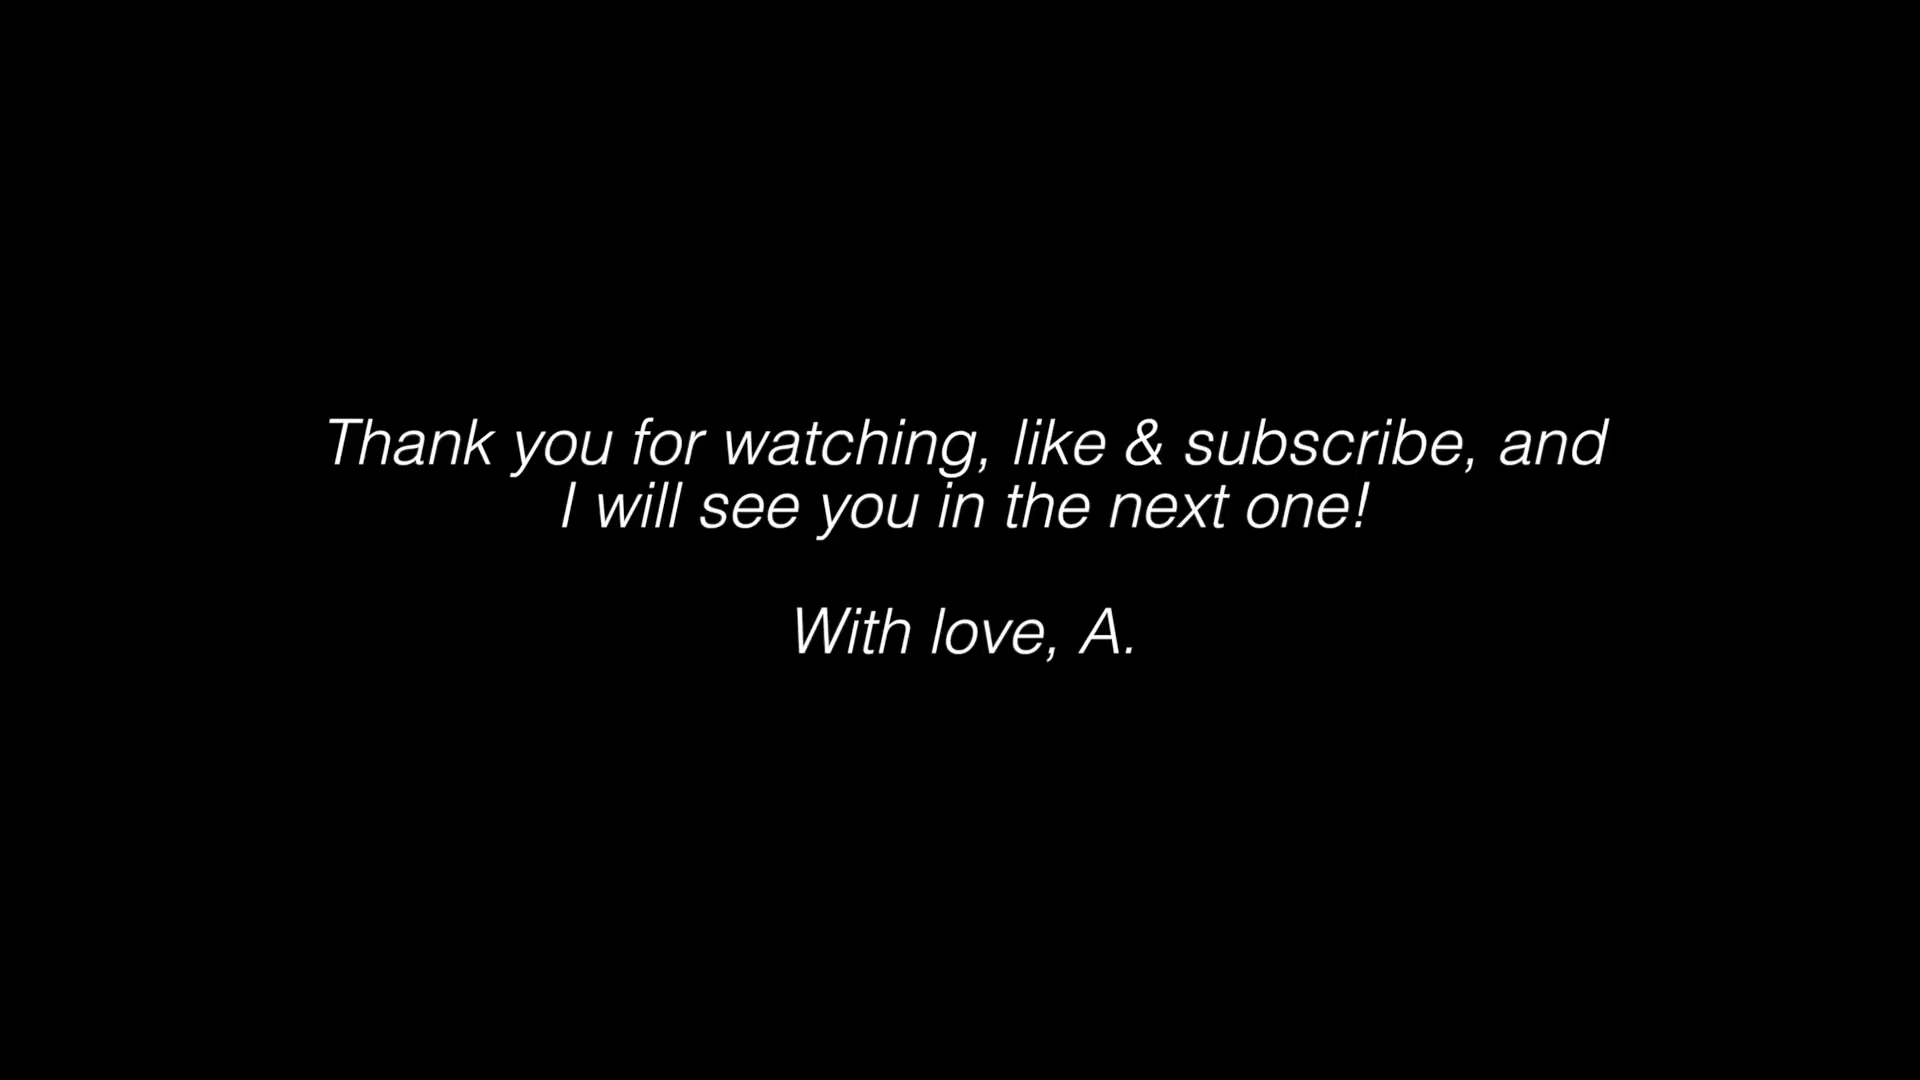 Thank you for watching, like & subscribe, and
I will see you in the next one!
With love, A.